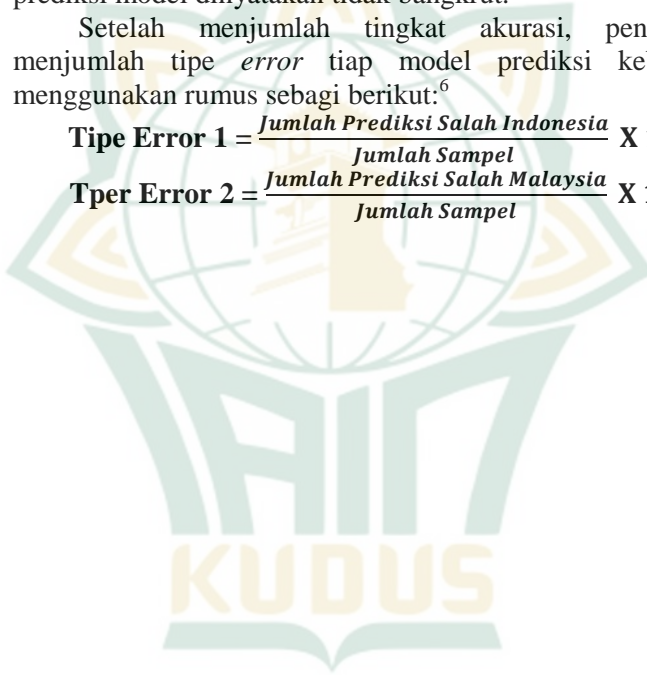 prediksi model dinyatakan tidak bangkrut.
Setelah menjumlah tingkat akurasi, pen
menjumlah tipe error tiap model prediksi ke
menggunakan rumus sebagi berikut:⁶
Tipe Error 1 = Jumlah Prediksi Salah Indonesia / Jumlah Sampel X
Tper Error 2 = Jumlah Prediksi Salah Malaysia / Jumlah Sampel X
IAIN
KUDUS